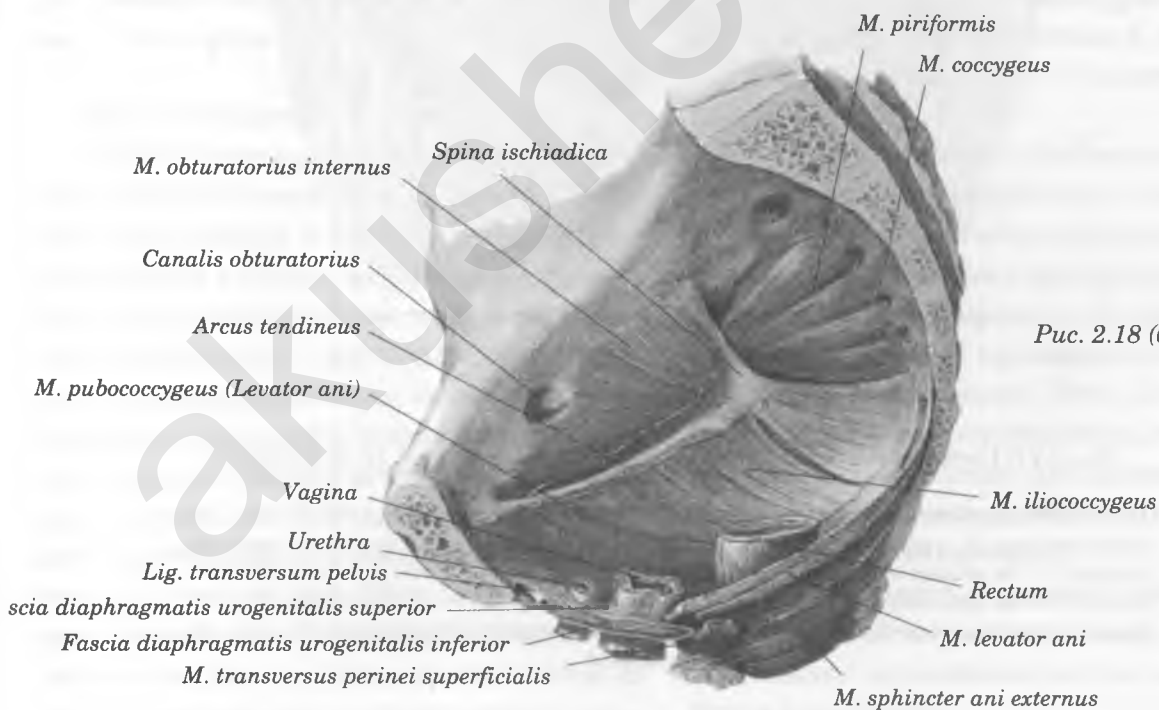 M. piriformis
M. coccygeus
Spina ischiadica
M. obturatorius internus
Canalis obturatorius
Arcus tendineus
Рис. 2.18
M. pubococcygeus (Levator ani)
Vagina
M. iliococcygeus
Urethra
Lig. transversum pelvis
Rectum
scia diaphragmatis urogenitalis superior
Fascia diaphragmatis urogenitalis inferior
M. levator ani
M. transversus perinei superficialis
M. sphincter ani externus
akushe